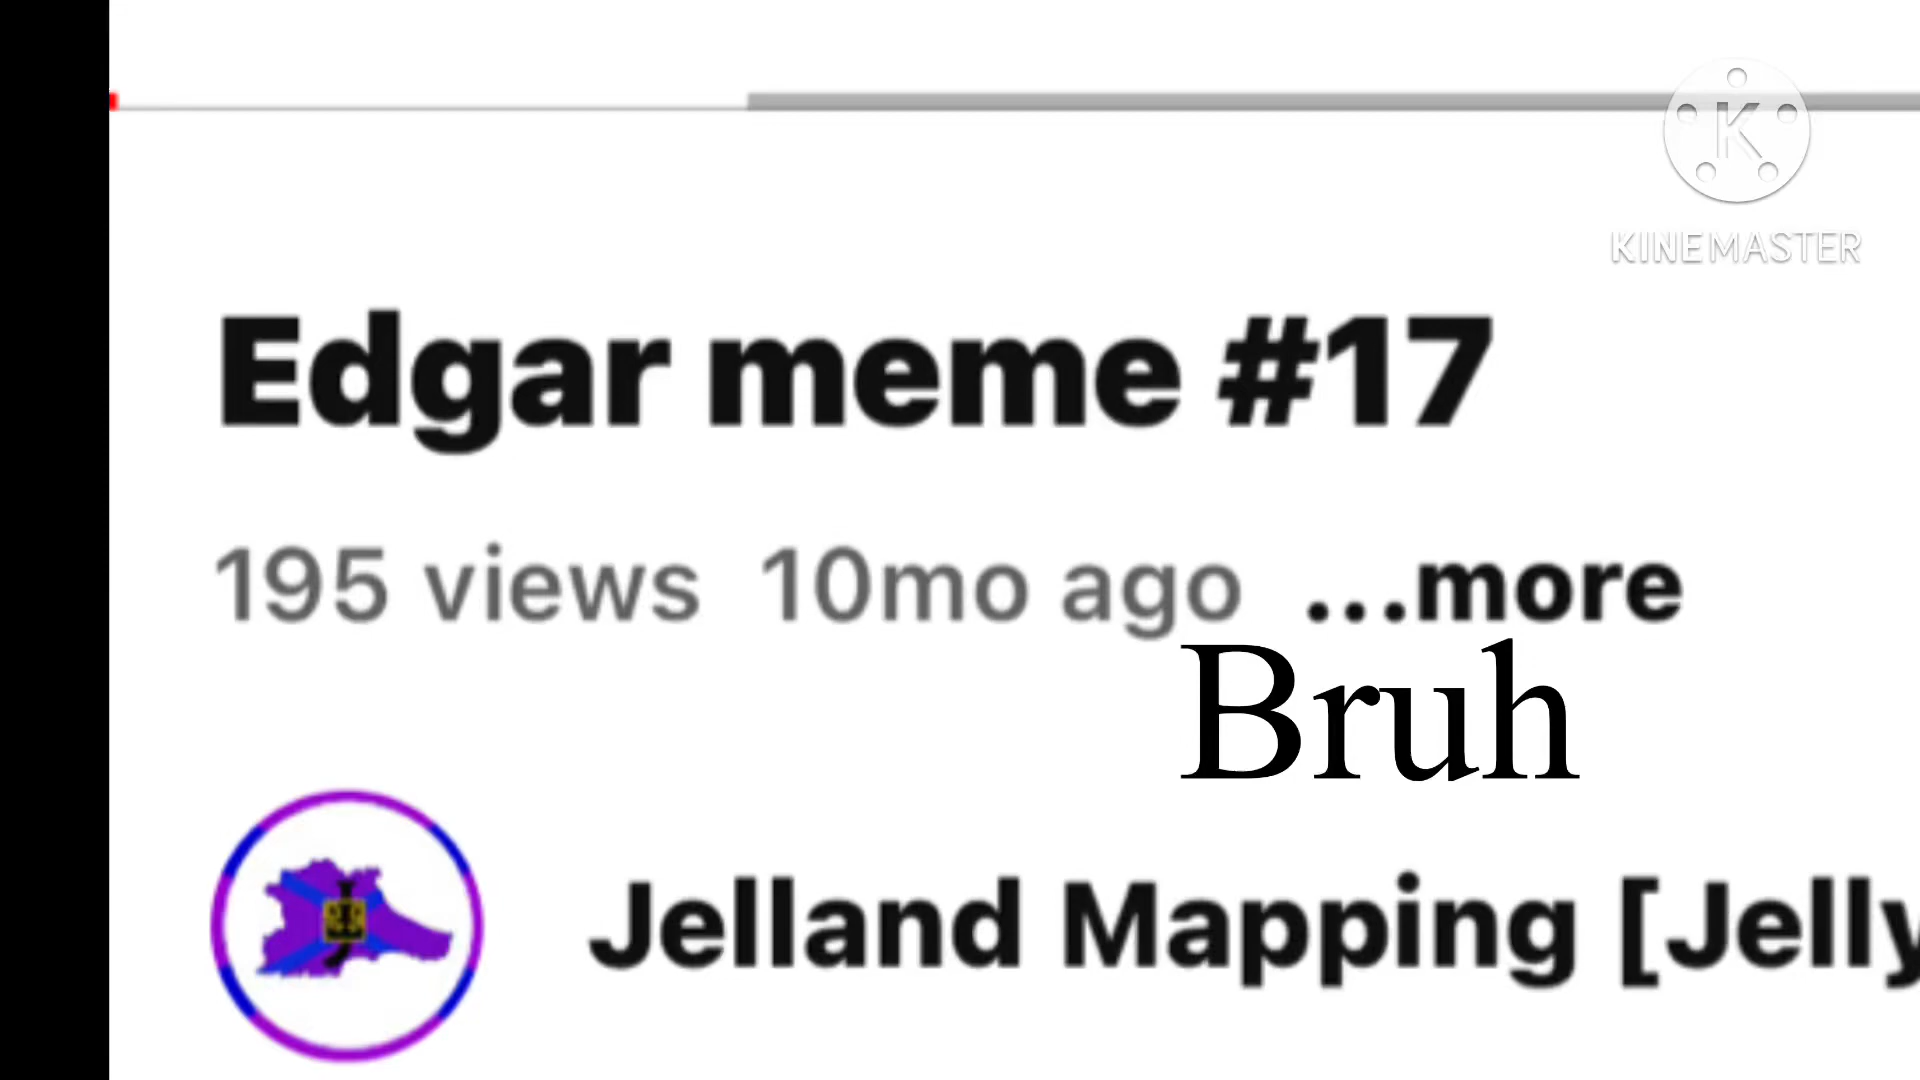 K
KINEMASTER
Edgar meme #17
195 views 10mo ago ...more
Bruh
Jelland Mapping [Jelly